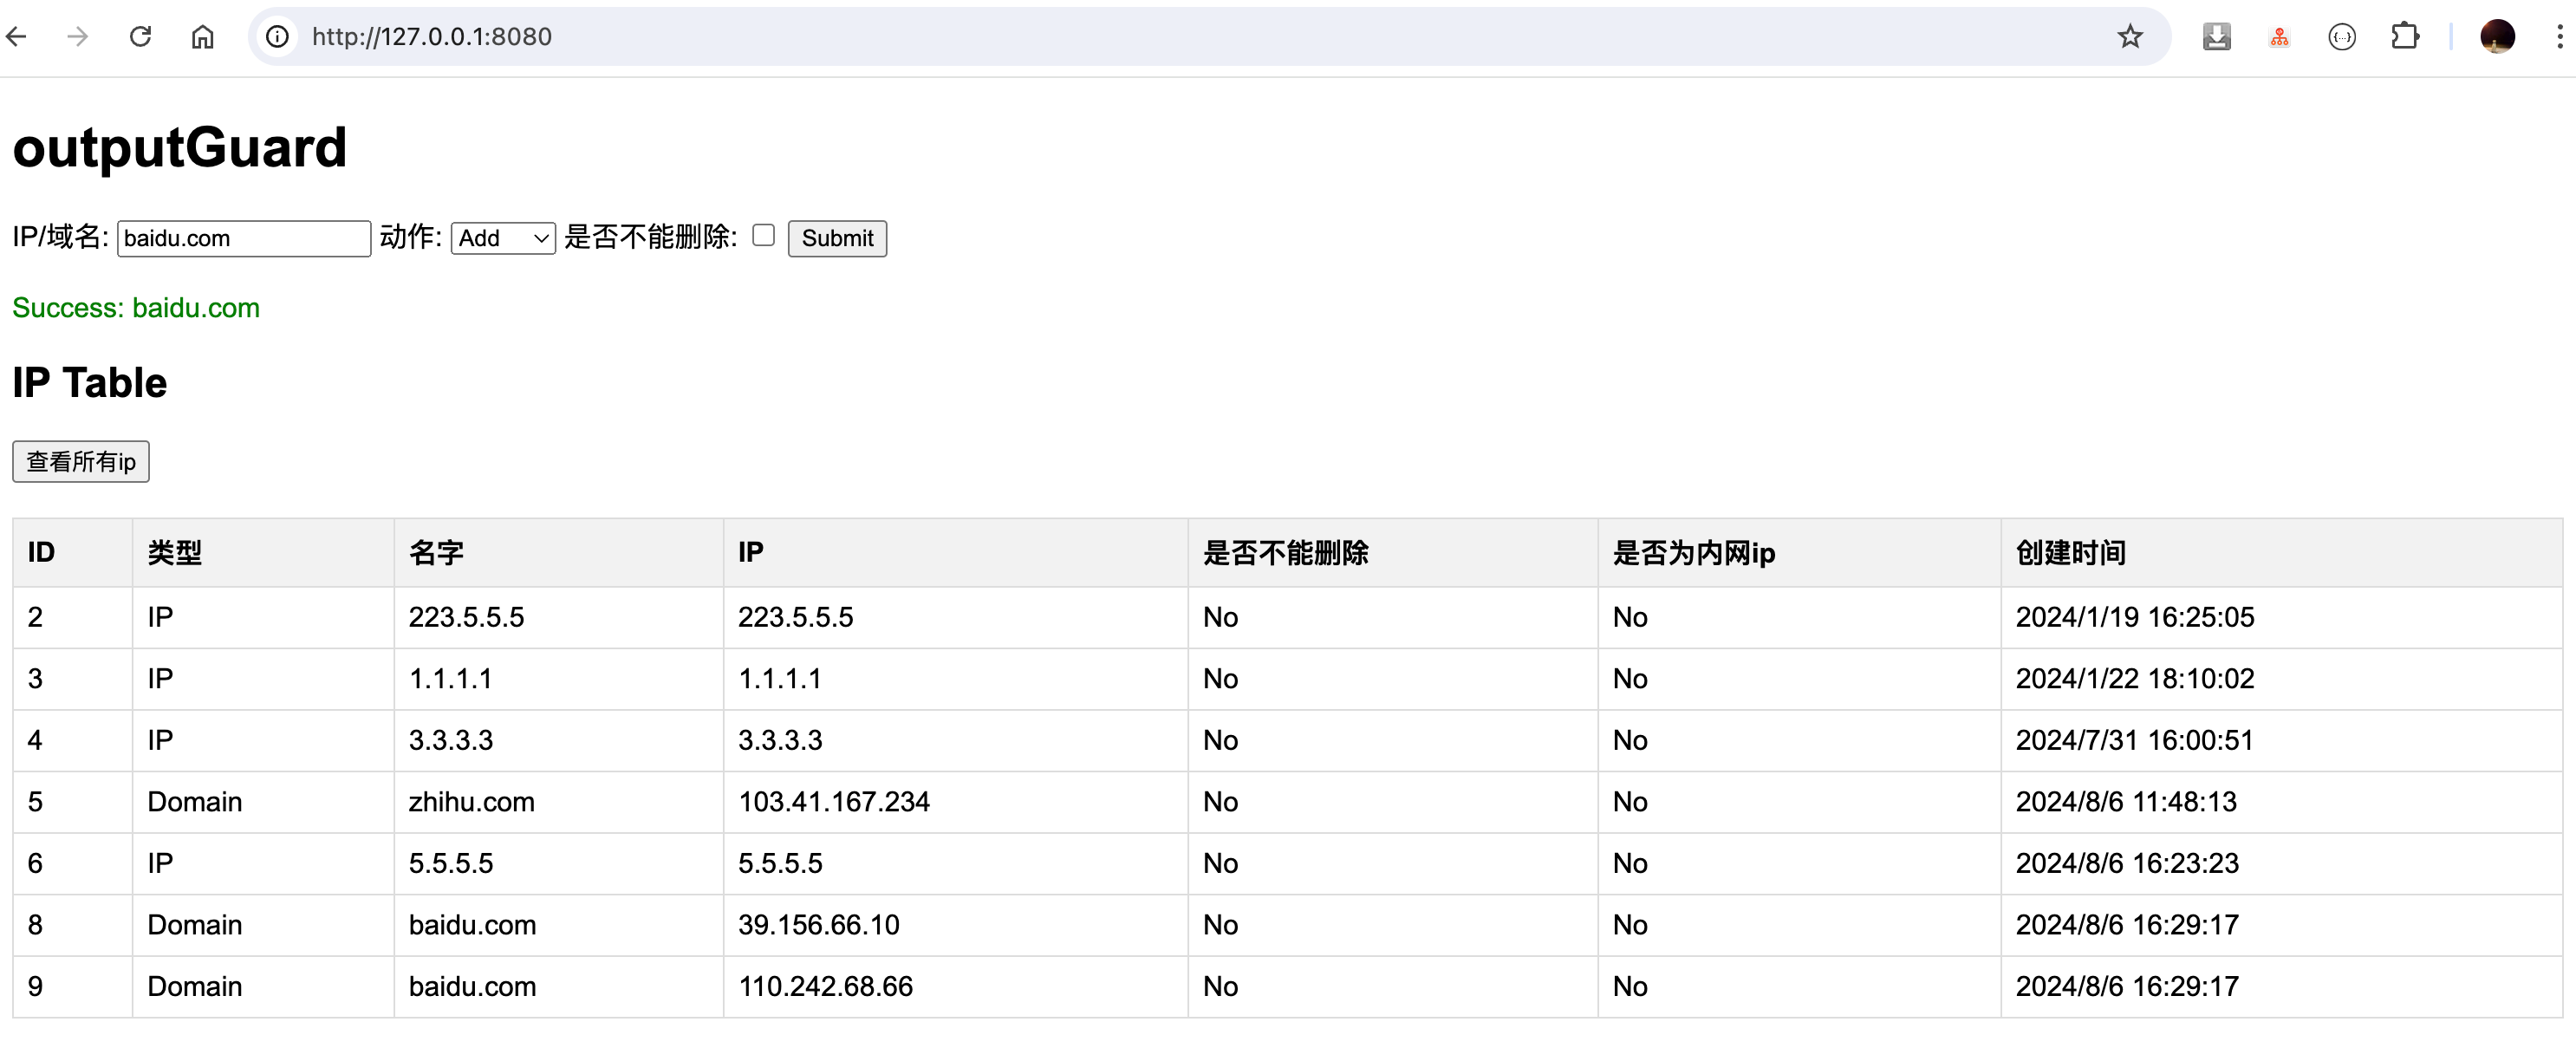 http://127.0.0.1:8080
outputGuard
IP/域名: baidu.com 动作: Add 是否不能删除: Submit
Success: baidu.com
IP Table
查看所有ip
ID 类型 名字 IP 是否不能删除 是否为内网ip 创建时间
2 IP 223.5.5.5 223.5.5.5 No No 2024/1/19 16:25:05
3 IP 1.1.1.1 1.1.1.1 No No 2024/1/22 18:10:02
4 IP 3.3.3.3 3.3.3.3 No No 2024/7/31 16:00:51
5 Domain zhihu.com 103.41.167.234 No No 2024/8/6 11:48:13
6 IP 5.5.5.5 5.5.5.5 No No 2024/8/6 16:23:23
8 Domain baidu.com 39.156.66.10 No No 2024/8/6 16:29:17
9 Domain baidu.com 110.242.68.66 No No 2024/8/6 16:29:17